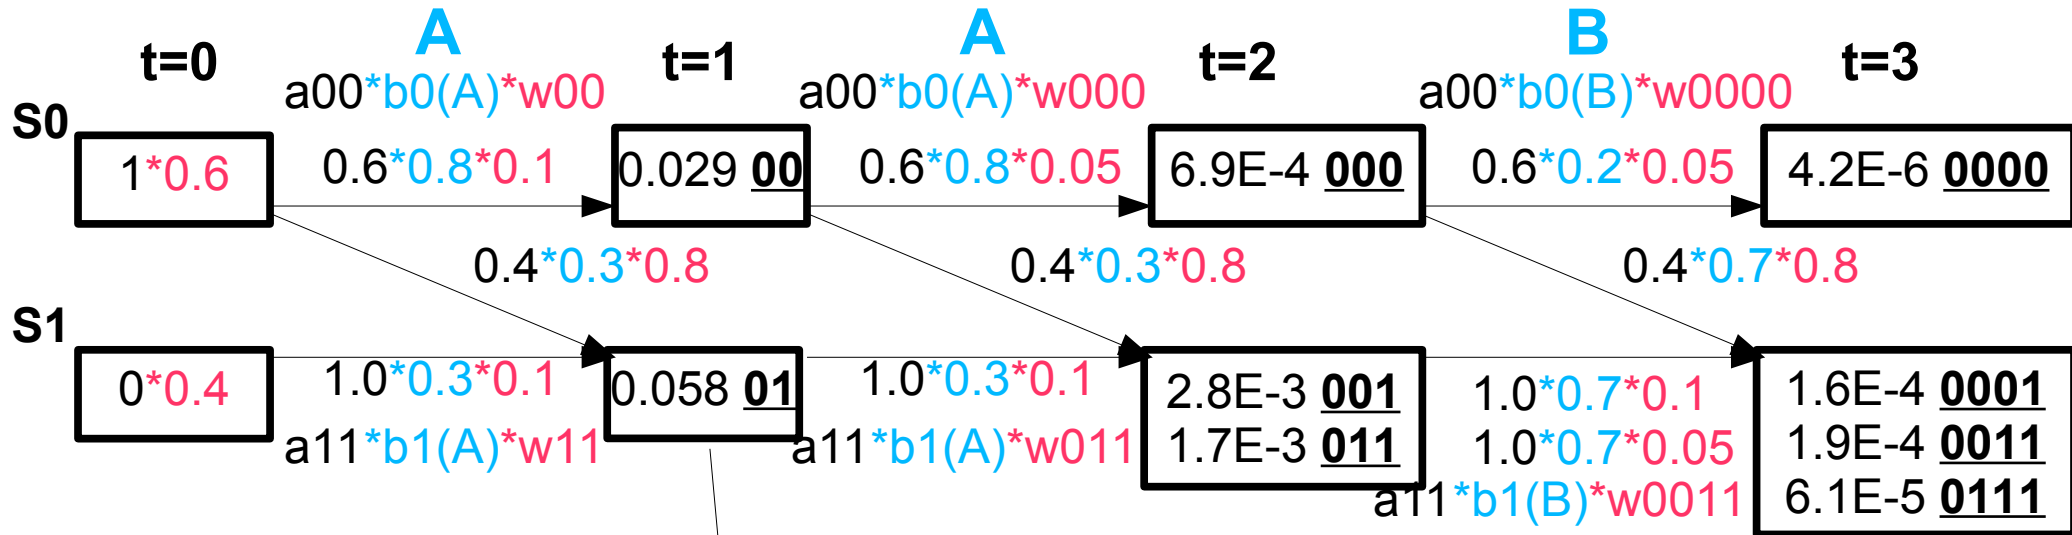 t=0 A t=1 A t=2 B t=3
a00*b0(A)*w00 a00*b0(A)*w000 a00*b0(B)*w0000
S0
1*0.6 0.6*0.8*0.1 0.029 00 0.6*0.8*0.05 6.9E-4 000 0.6*0.2*0.05 4.2E-6 0000
0.4*0.3*0.8 0.4*0.3*0.8 0.4*0.7*0.8
S1
0*0.4 1.0*0.3*0.1 0.058 01 1.0*0.3*0.1 2.8E-3 001 1.0*0.7*0.1 1.6E-4 0001
a11*b1(A)*w11 a11*b1(A)*w011 1.7E-3 011 1.0*0.7*0.05 1.9E-4 0011
a11*b1(B)*w0011 6.1E-5 0111